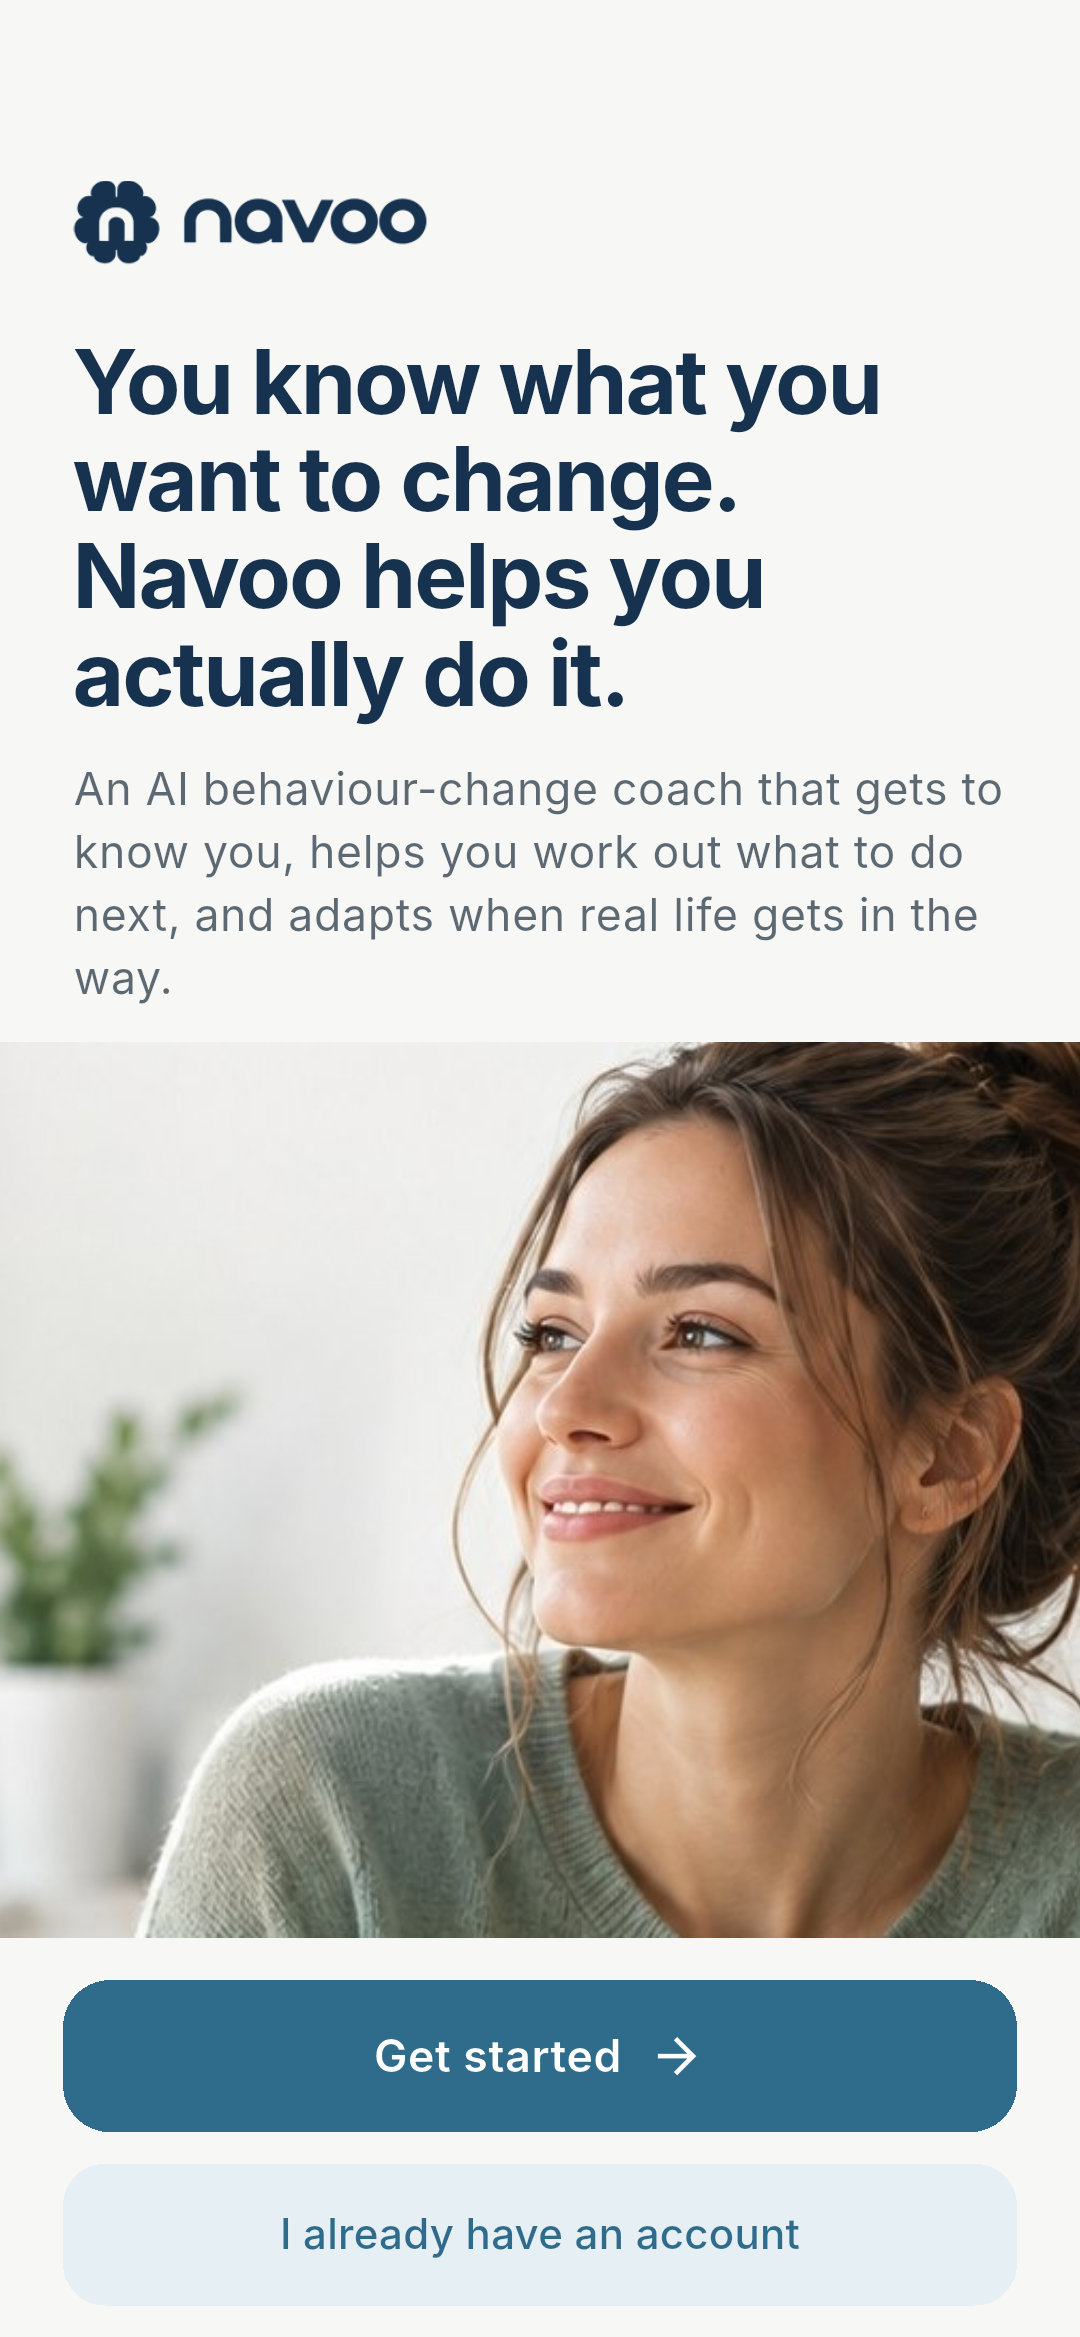 navoo
You know what you
want to change.
Navoo helps you
actually do it.
An AI behaviour-change coach that gets to
know you, helps you work out what to do
next, and adapts when real life gets in the
way.
Get started →
I already have an account